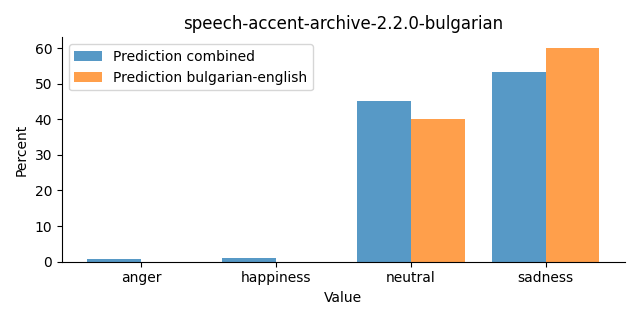 speech-accent-archive-2.2.0-bulgarian
Prediction combined
Prediction bulgarian-english
Percent
60
50
40
30
20
10
0
anger happiness neutral sadness
Value